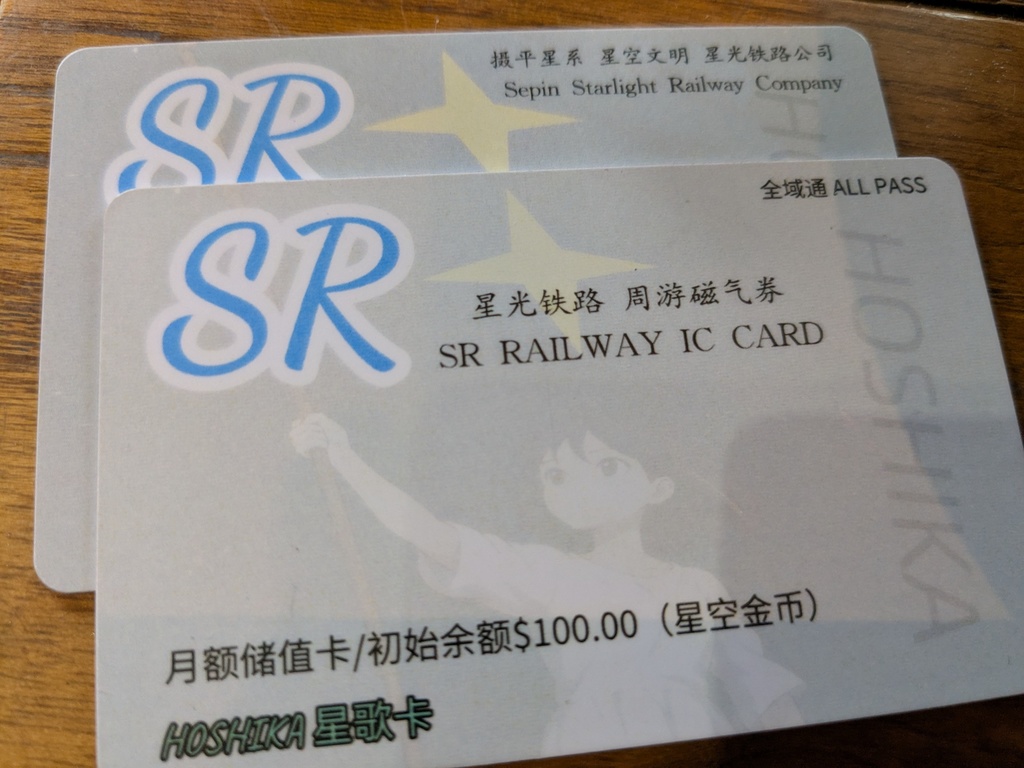 SR
摄平星系 星空文明 星光铁路公司
Sepin Starlight Railway Company
全域通 ALL PASS
SR
星光铁路 周游磁气券
SR RAILWAY IC CARD
HOSHIKA
月额储值卡/初始余额$100.00（星空金币）
HOSHIKA 星歌卡